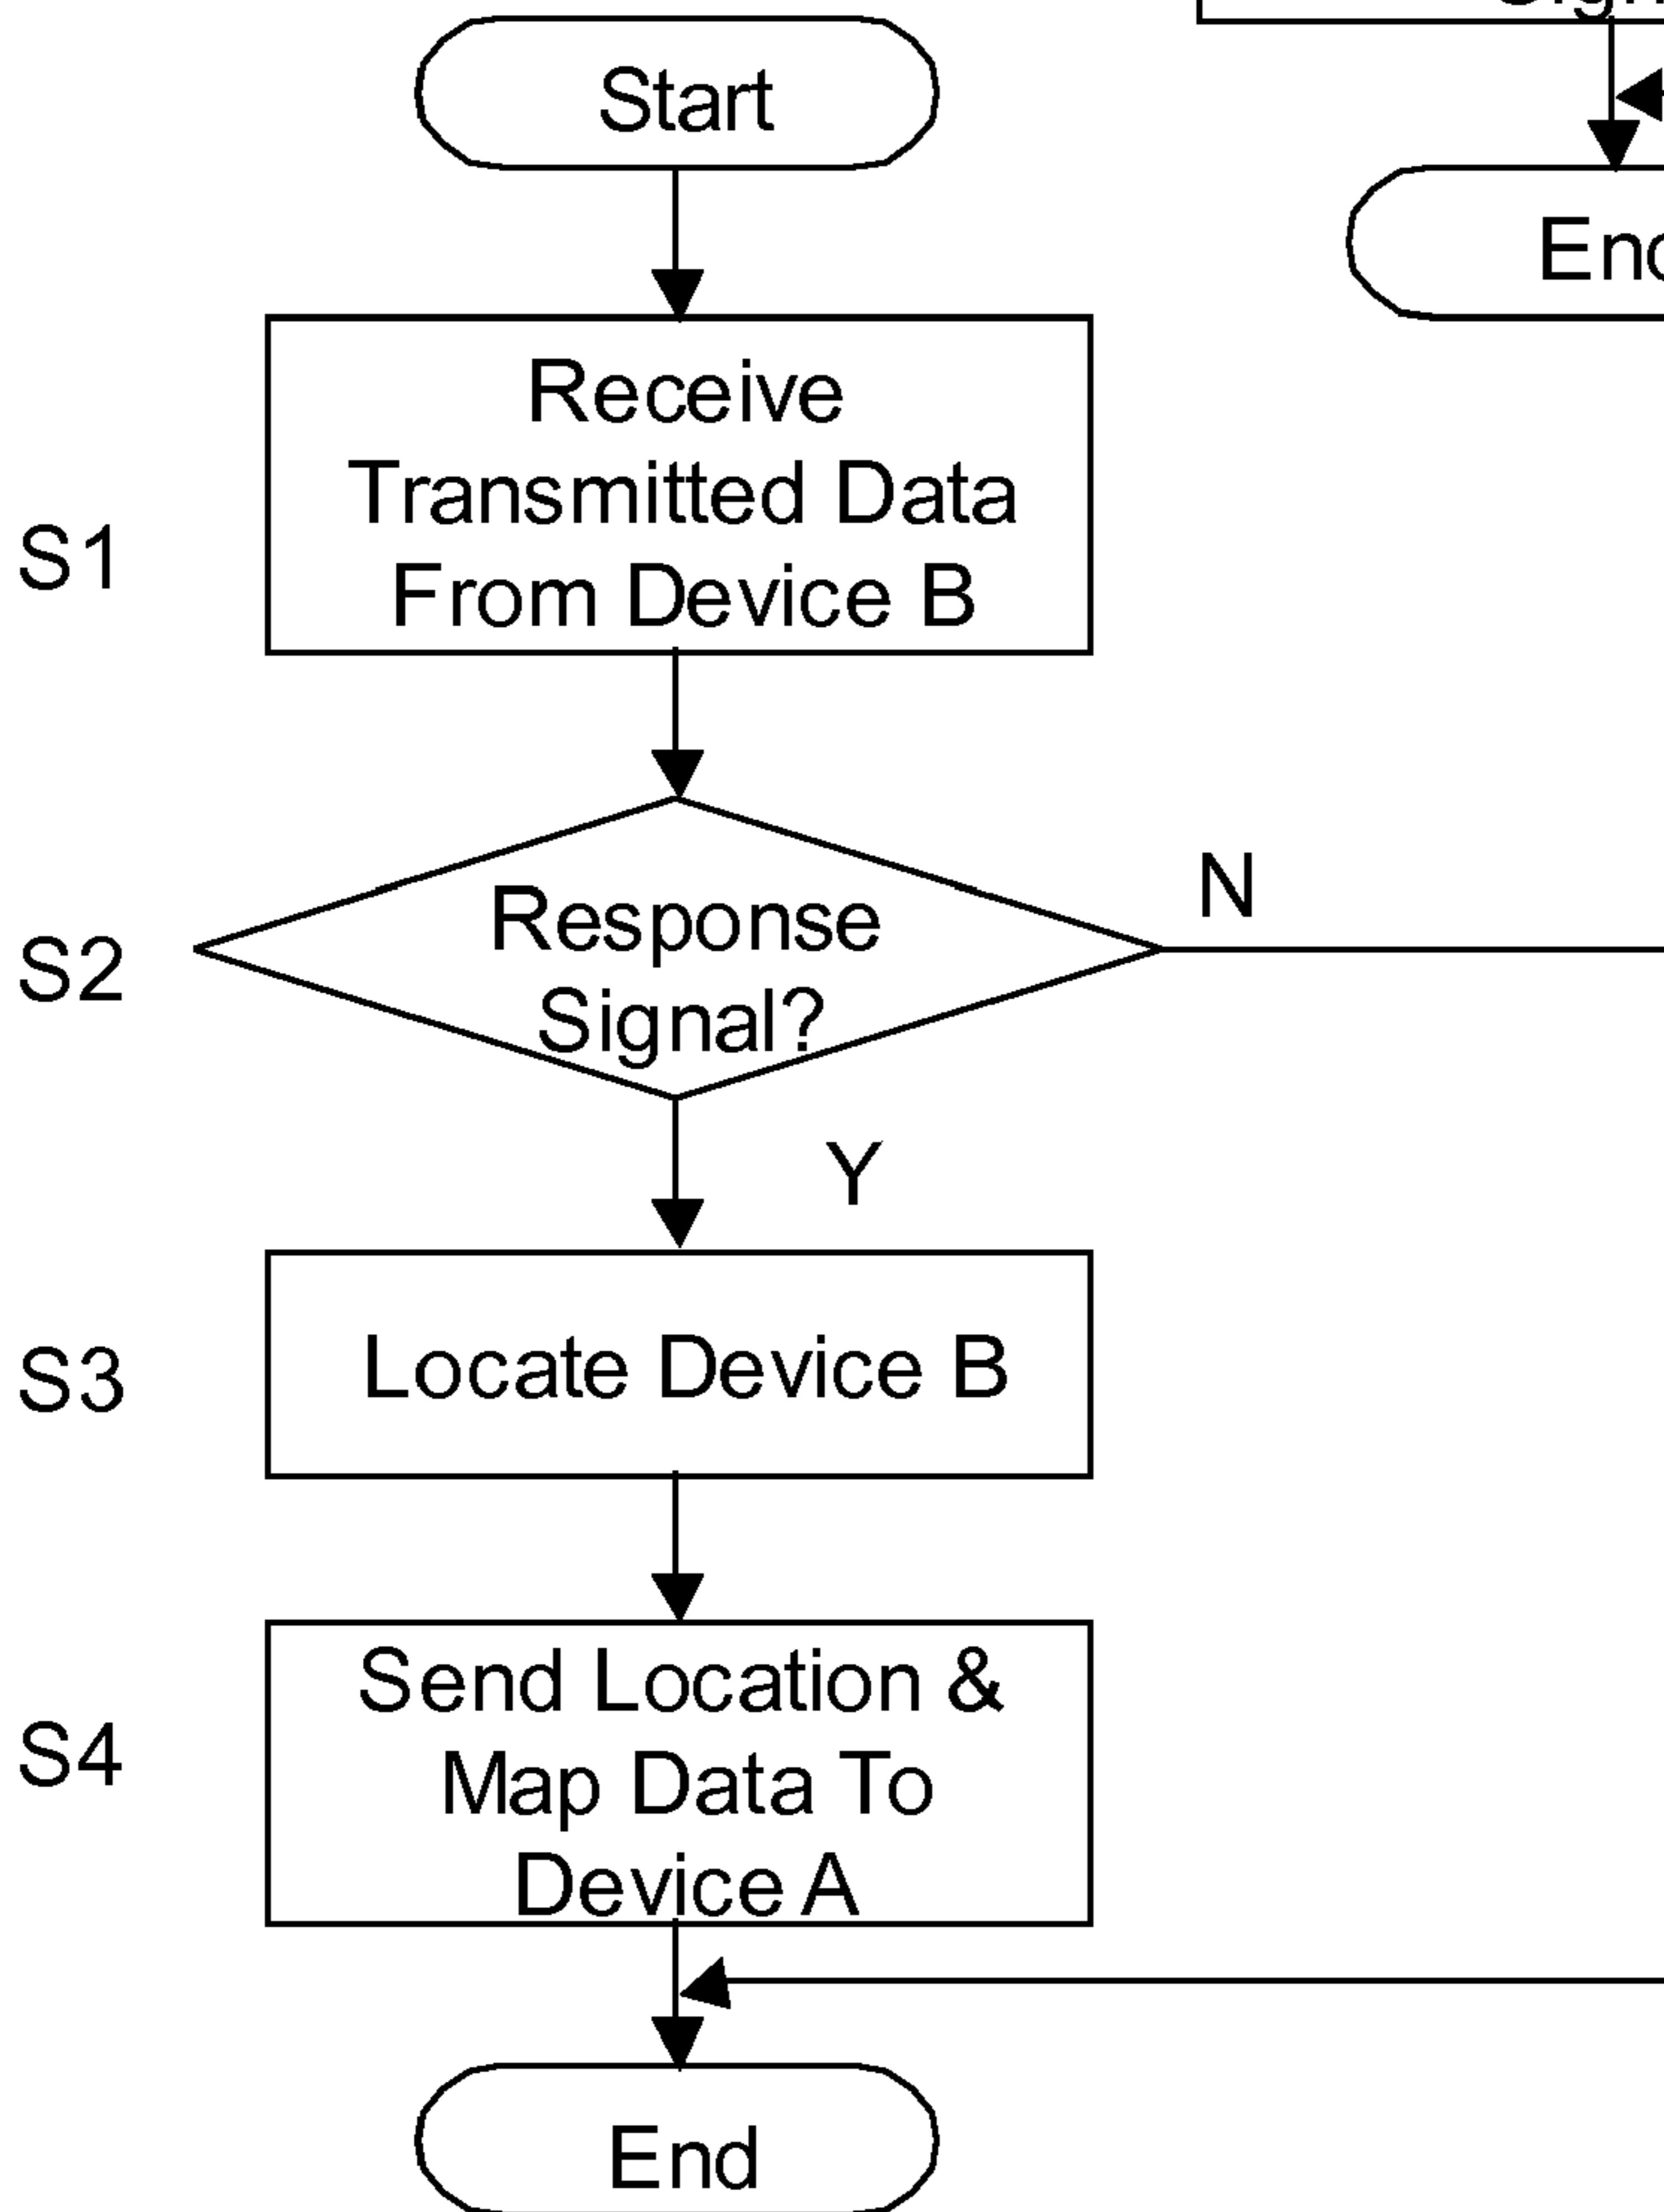 Start
Receive
Transmitted Data
From Device B
S1
Response
Signal?
N
S2
Y
Locate Device B
S3
Send Location &
Map Data To
Device A
S4
End